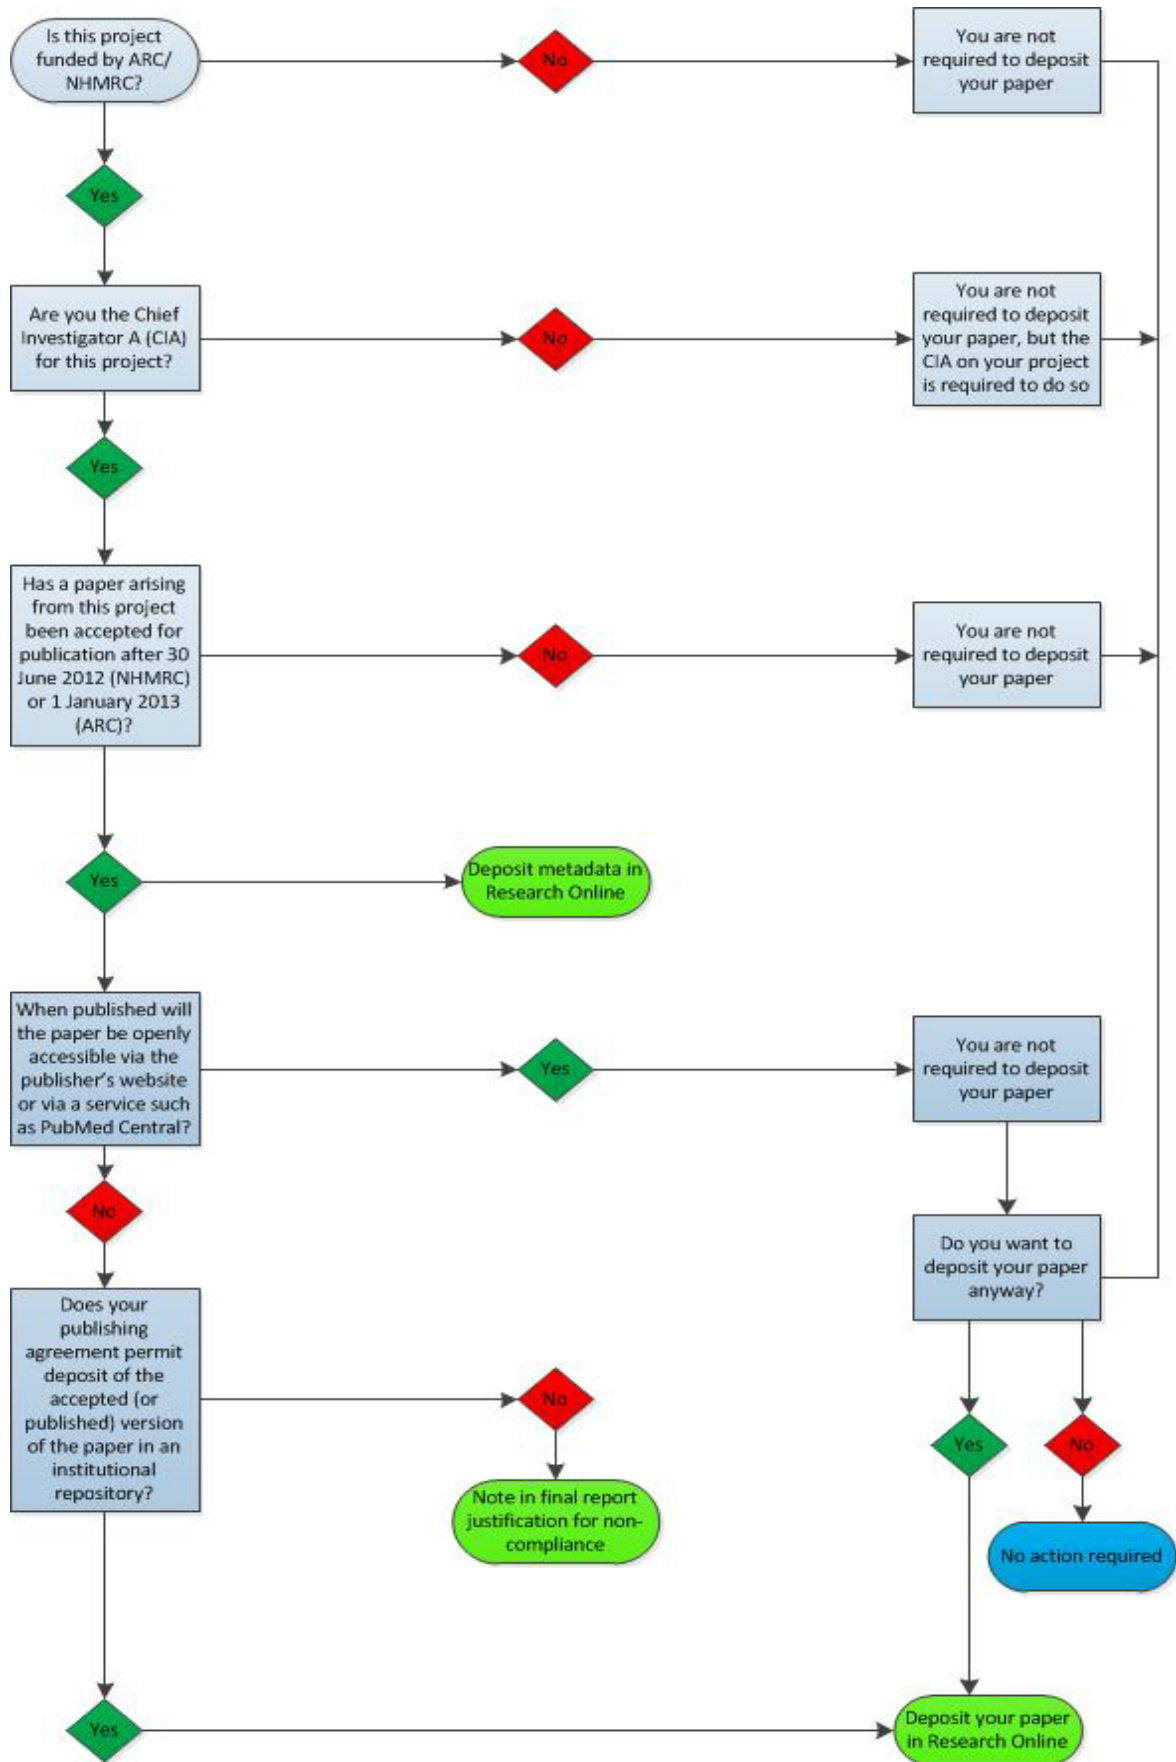 Is this project
funded by ARC/
NHMRC?
No
You are not
required to deposit
your paper
Yes
Are you the Chief
Investigator A (CIA)
for this project?
No
You are not
required to deposit
your paper, but the
CIA on your project
is required to do so
Yes
Has a paper arising
from this project
been accepted for
publication after 30
June 2012 (NHMRC)
or 1 January 2013
(ARC)?
No
You are not
required to deposit
your paper
Yes
Deposit metadata in
Research Online
When published will
the paper be openly
accessible via the
publisher's website
or via a service such
as PubMed Central?
Yes
You are not
required to deposit
your paper
No
Do you want to
deposit your paper
anyway?
Does your
publishing
agreement permit
deposit of the
accepted (or
published) version
of the paper in an
institutional
repository?
No
Yes
No
Note in final report
justification for non-
compliance
No action required
Yes
Deposit your paper
in Research Online